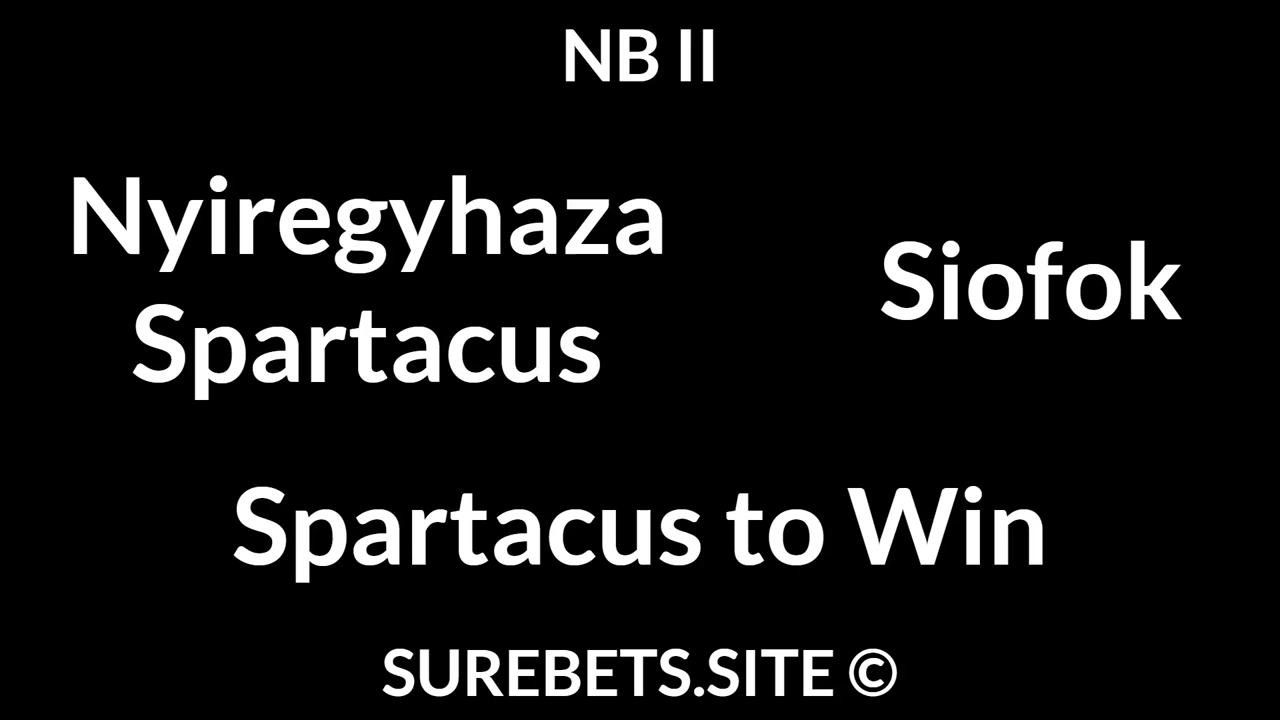 NB II
Nyiregyhaza
Spartacus
Siofok
Spartacus to Win
SUREBETS.SITE ©